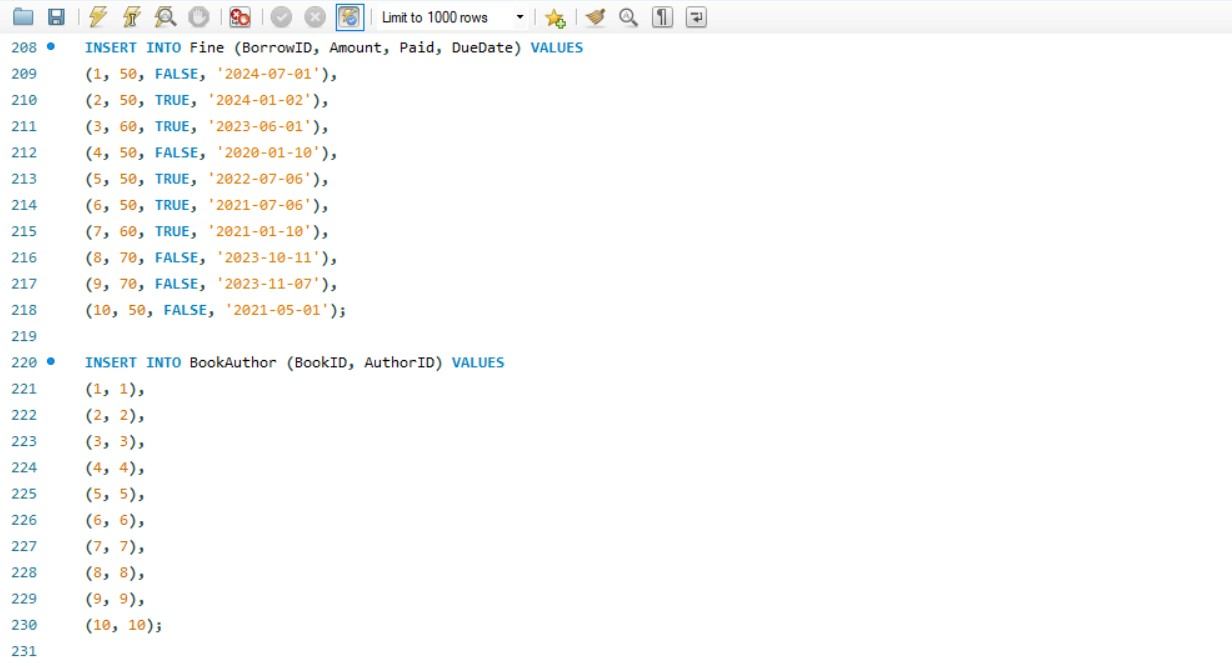 Limit to 1000 rows
208 INSERT INTO Fine (BorrowID, Amount, Paid, DueDate) VALUES
209 (1, 50, FALSE, '2024-07-01'),
210 (2, 50, TRUE, '2024-01-02'),
211 (3, 60, TRUE, '2023-06-01'),
212 (4, 50, FALSE, '2020-01-10'),
213 (5, 50, TRUE, '2022-07-06'),
214 (6, 50, TRUE, '2021-07-06'),
215 (7, 60, TRUE, '2021-01-10'),
216 (8, 70, FALSE, '2023-10-11'),
217 (9, 70, FALSE, '2023-11-07'),
218 (10, 50, FALSE, '2021-05-01');
219
220 INSERT INTO BookAuthor (BookID, AuthorID) VALUES
221 (1, 1),
222 (2, 2),
223 (3, 3),
224 (4, 4),
225 (5, 5),
226 (6, 6),
227 (7, 7),
228 (8, 8),
229 (9, 9),
230 (10, 10);
231